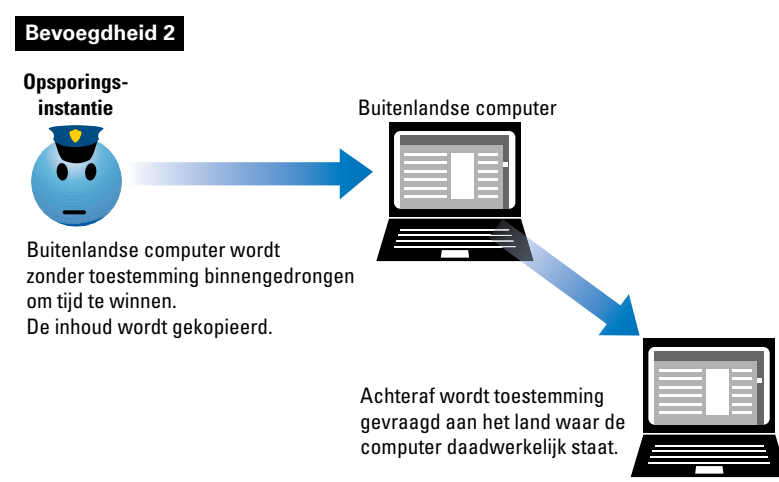 Bevoegdheid 2
Opsporings-
instantie
Buitenlandse computer
Buitenlandse computer wordt
zonder toestemming binnengedrongen
om tijd te winnen.
De inhoud wordt gekopieerd.
Achteraf wordt toestemming
gevraagd aan het land waar de
computer daadwerkelijk staat.